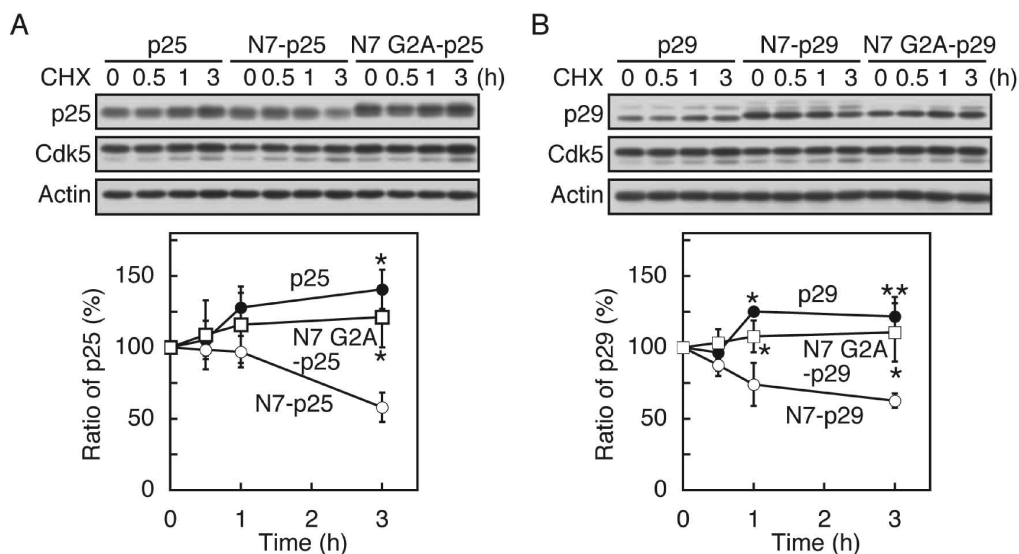 A
p25 N7-p25 N7 G2A-p25
CHX 0 0.5 1 3 0 0.5 1 3 0 0.5 1 3 (h)
p25
Cdk5
Actin
Ratio of p25 (%)
150
100
50
0
*
p25
N7 G2A
-p25
*
N7-p25
0 1 2 3
Time (h)
B
p29 N7-p29 N7 G2A-p29
CHX 0 0.5 1 3 0 0.5 1 3 0 0.5 1 3 (h)
p29
Cdk5
Actin
Ratio of p29 (%)
150
100
50
0
* p29 **
* N7 G2A
-p29 *
N7-p29
0 1 2 3
Time (h)